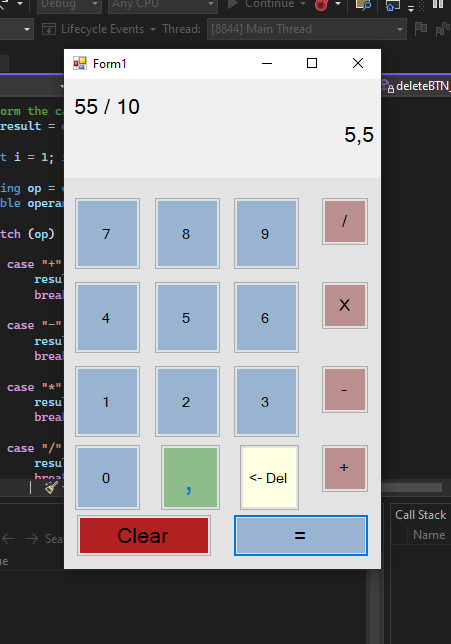 Debug
Any CPU
Continue
Lifecycle Events
Thread:
[8844] Main Thread
Form1
deleteBTN_
55 / 10
5,5
orm the ca
result =
t i = 1;
ing op =
ble operan
tch (op)
case "+"
resul
break
case "-"
resul
break
case "*"
resul
break
case "/"
resul
break
7 8 9 /
4 5 6 X
1 2 3 -
0 , <- Del +
Clear =
Call Stack
Name
Sea
ue